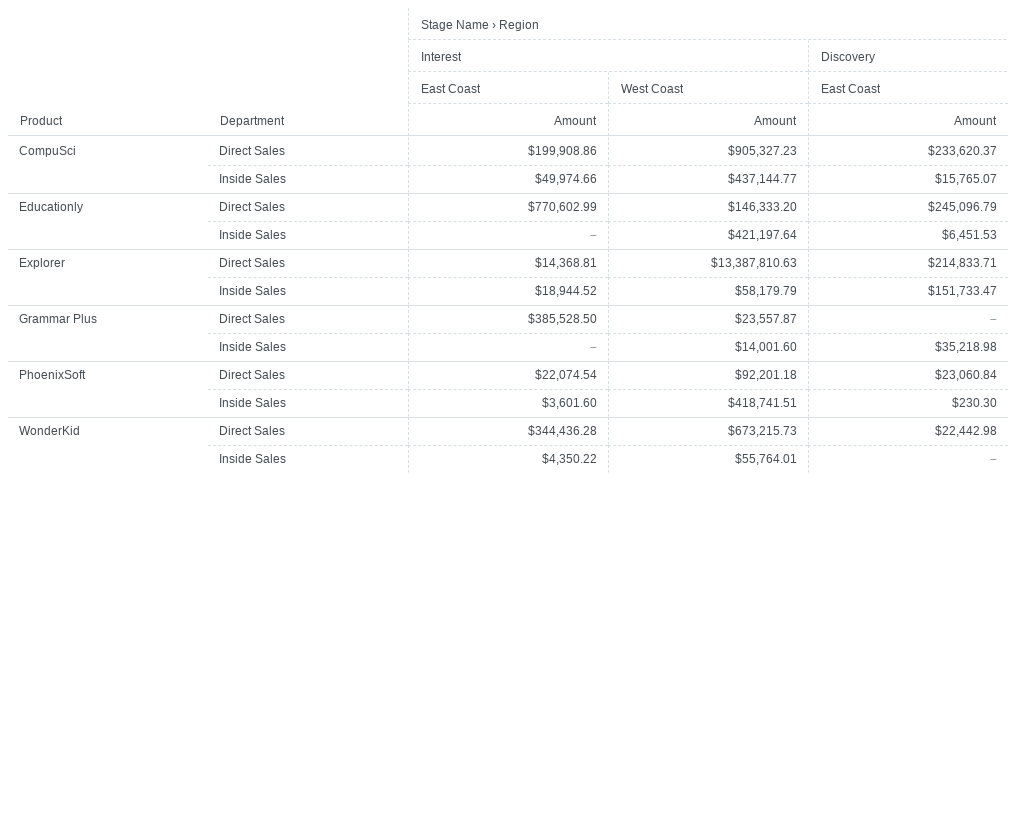 Stage Name › Region
Interest Discovery
East Coast West Coast East Coast
Product Department Amount Amount Amount
CompuSci Direct Sales $199,908.86 $905,327.23 $233,620.37
Inside Sales $49,974.66 $437,144.77 $15,765.07
Educationly Direct Sales $770,602.99 $146,333.20 $245,096.79
Inside Sales – $421,197.64 $6,451.53
Explorer Direct Sales $14,368.81 $13,387,810.63 $214,833.71
Inside Sales $18,944.52 $58,179.79 $151,733.47
Grammar Plus Direct Sales $385,528.50 $23,557.87 –
Inside Sales – $14,001.60 $35,218.98
PhoenixSoft Direct Sales $22,074.54 $92,201.18 $23,060.84
Inside Sales $3,601.60 $418,741.51 $230.30
WonderKid Direct Sales $344,436.28 $673,215.73 $22,442.98
Inside Sales $4,350.22 $55,764.01 –